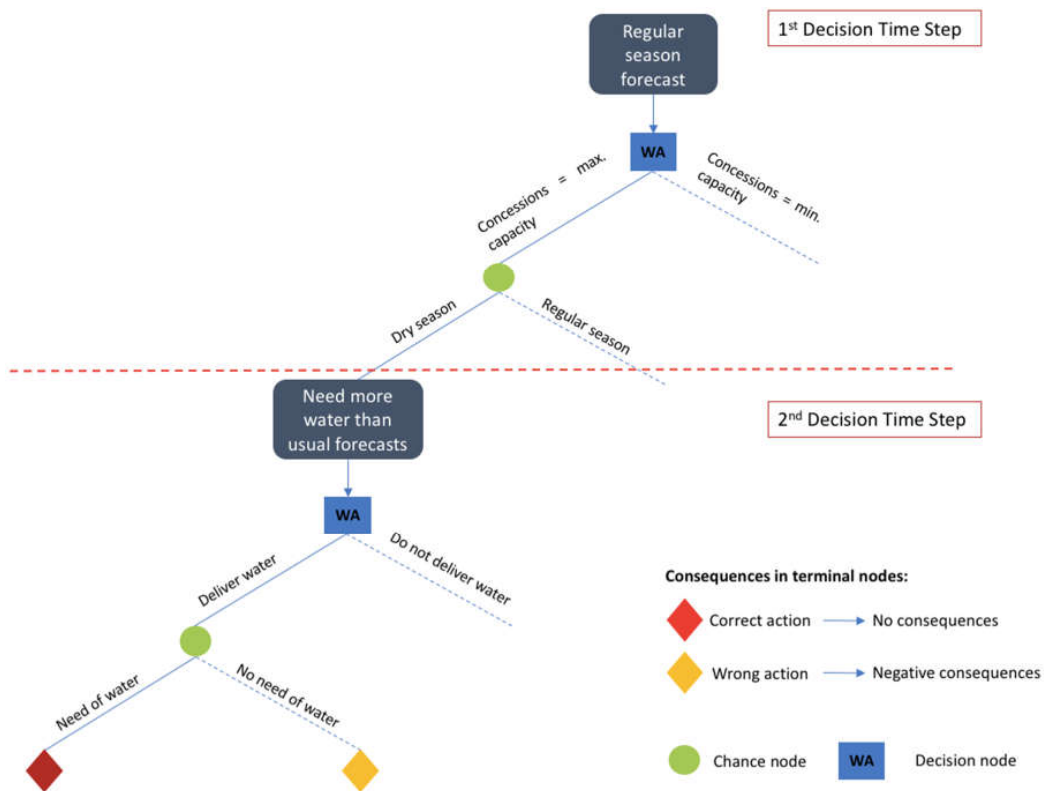 Regular
season
forecast
1st Decision Time Step
WA
Concessions = max.
capacity
Concessions = min.
capacity
Dry season
Regular season
Need more
water than
usual forecasts
2nd Decision Time Step
WA
Deliver water
Do not deliver water
Need of water
No need of water
Consequences in terminal nodes:
Correct action
No consequences
Wrong action
Negative consequences
Chance node
WA
Decision node